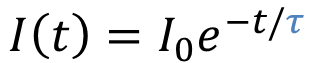 I(t) = I₀e^{-t/τ}